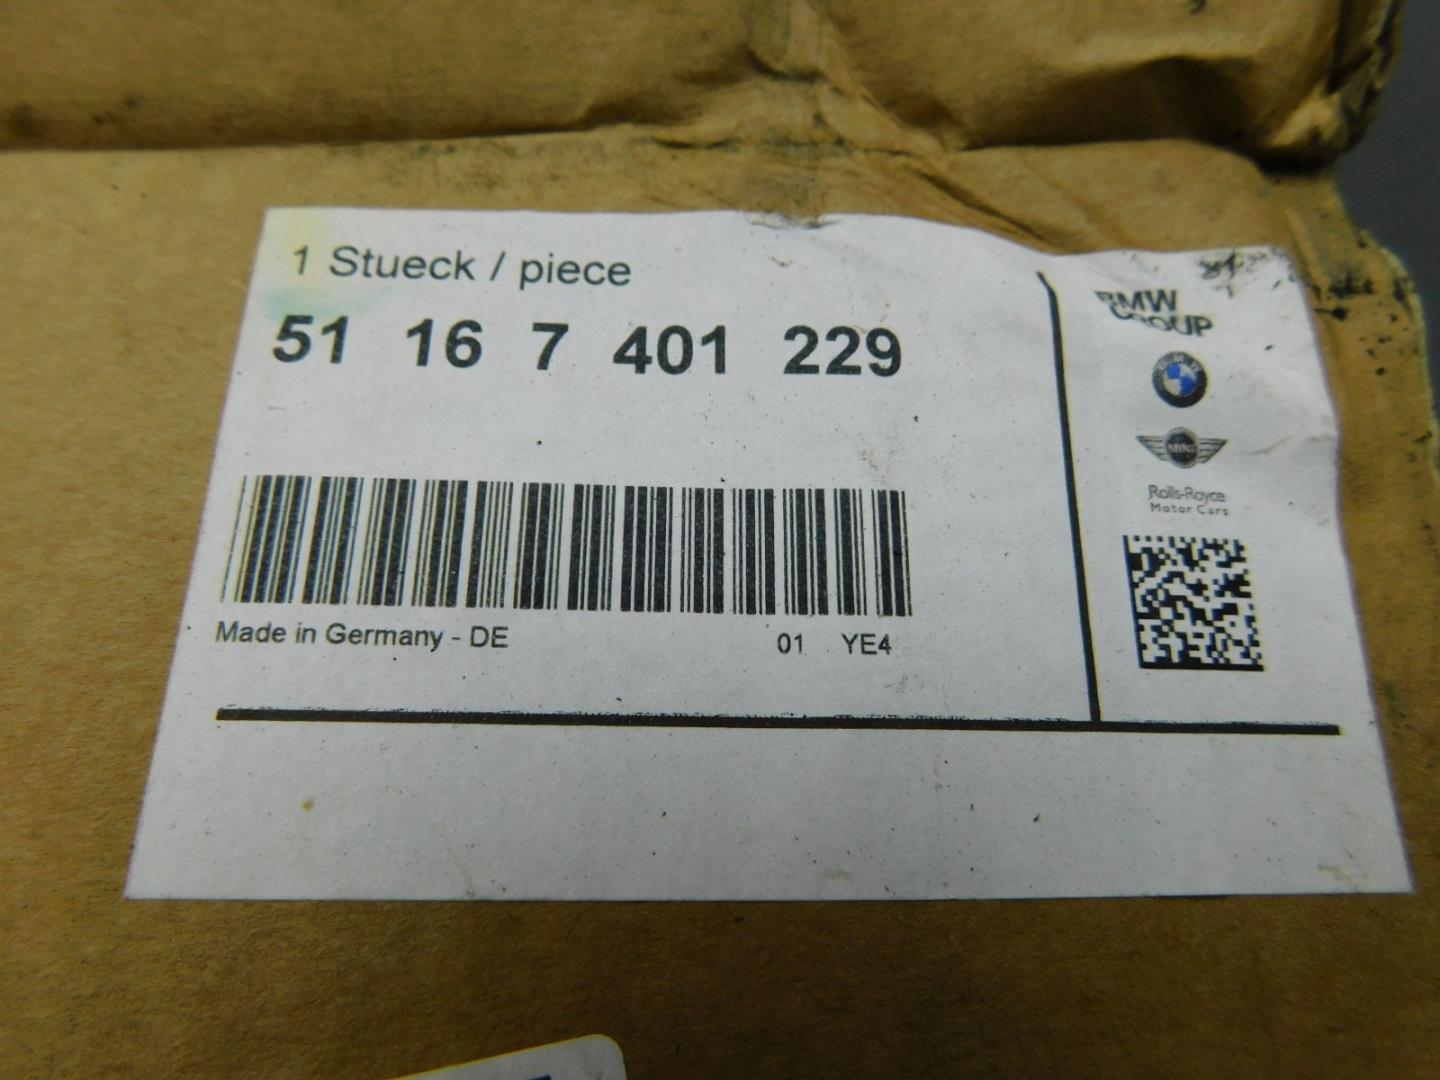 1 Stueck / piece
51 16 7 401 229
Made in Germany - DE
01 YE4
BMW
GROUP
MINI
Rolls-Royce
Motor Cars